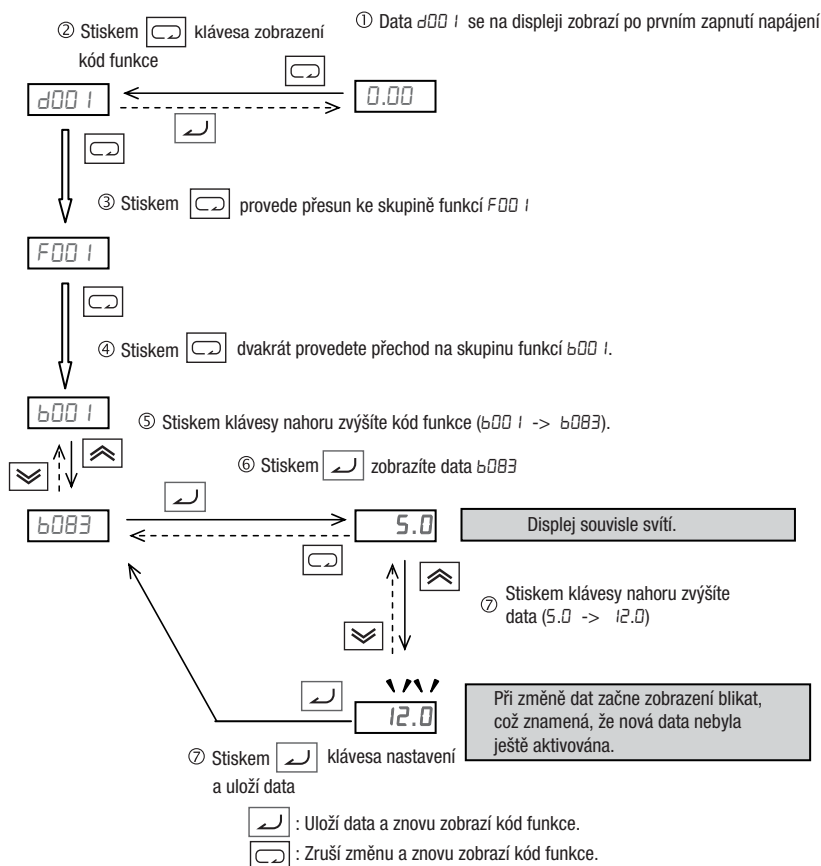 ① Data d001 se na displeji zobrazí po prvním zapnutí napájení
② Stiskem klávesa zobrazení
kód funkce
d001
0.00
③ Stiskem provede přesun ke skupině funkcí F001
F001
④ Stiskem dvakrát provedete přechod na skupinu funkcí b001.
b001
⑤ Stiskem klávesy nahoru zvýšíte kód funkce (b001 -> b083).
⑥ Stiskem zobrazíte data b083
b083
5.0
Displej souvisle svítí.
⑦ Stiskem klávesy nahoru zvýšíte
data (5.0 -> 12.0)
12.0
Při změně dat začne zobrazení blikat,
což znamená, že nová data nebyla
ještě aktivována.
⑦ Stiskem klávesa nastavení
a uloží data
: Uloží data a znovu zobrazí kód funkce.
: Zruší změnu a znovu zobrazí kód funkce.